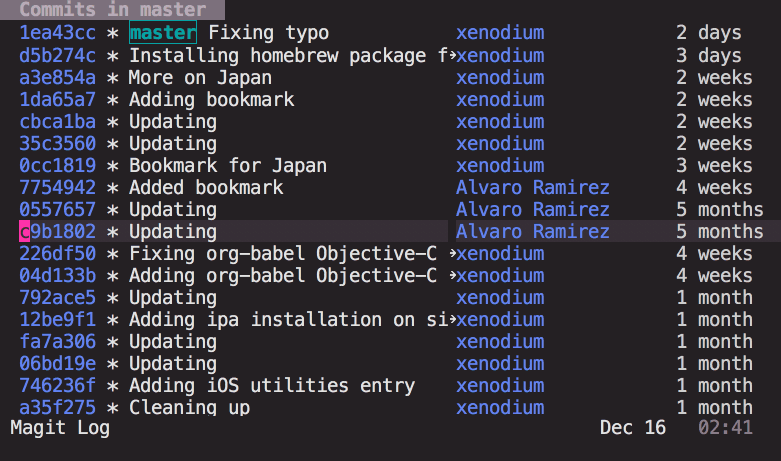 Commits in master
1ea43cc * master Fixing typo xenodium 2 days
d5b274c * Installing homebrew package f→xenodium 3 days
a3e854a * More on Japan xenodium 2 weeks
1da65a7 * Adding bookmark xenodium 2 weeks
cbca1ba * Updating xenodium 2 weeks
35c3560 * Updating xenodium 2 weeks
0cc1819 * Bookmark for Japan xenodium 3 weeks
7754942 * Added bookmark Alvaro Ramirez 4 weeks
0557657 * Updating Alvaro Ramirez 5 months
c9b1802 * Updating Alvaro Ramirez 5 months
226df50 * Fixing org-babel Objective-C →xenodium 4 weeks
04d133b * Adding org-babel Objective-C →xenodium 4 weeks
792ace5 * Updating xenodium 1 month
12be9f1 * Adding ipa installation on si→xenodium 1 month
fa7a306 * Updating xenodium 1 month
06bd19e * Updating xenodium 1 month
746236f * Adding iOS utilities entry xenodium 1 month
a35f275 * Cleaning up xenodium 1 month
Magit Log Dec 16 02:41